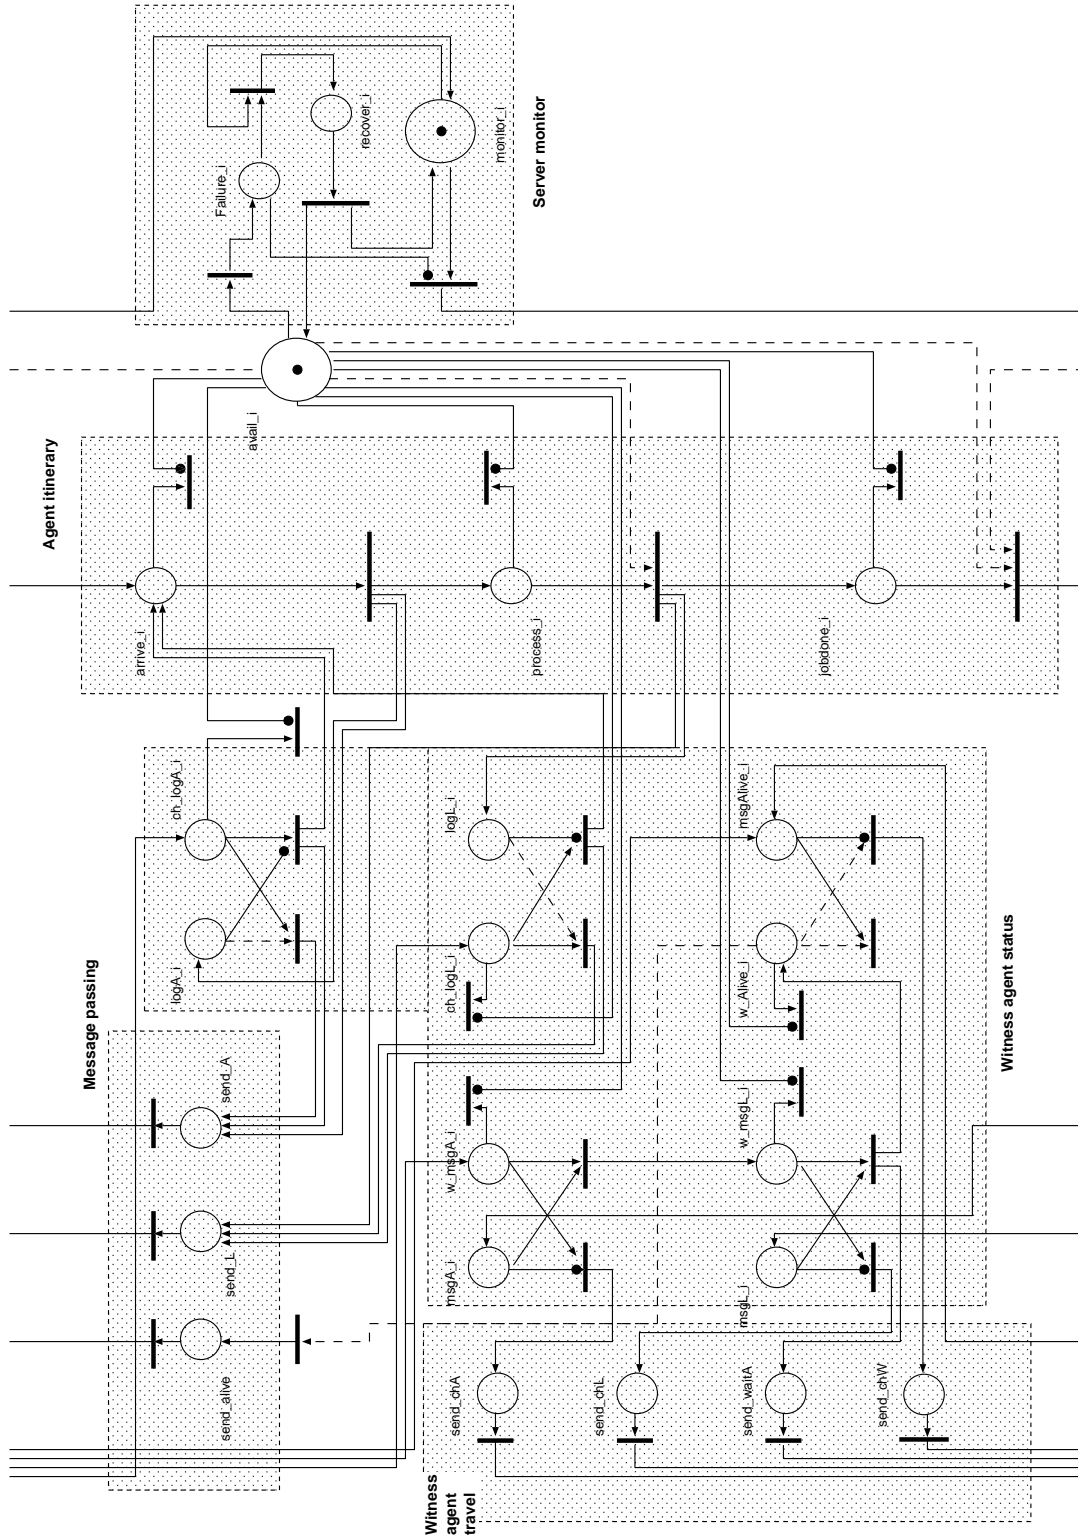 Server monitor
Failure_i
recover_i
monitor_i
avail_i
Agent itinerary
arrive_i
process_i
jobdone_i
ch_logA_i
logA_i
logL_i
ch_logL_i
msgAlive_i
w_Alive_i
Witness agent status
Message passing
send_A
send_L
send_alive
w_msgA_i
msgA_i
w_msgL_i
msgL_i
send_chA
send_chL
send_waitA
send_chW
Witness
agent
travel